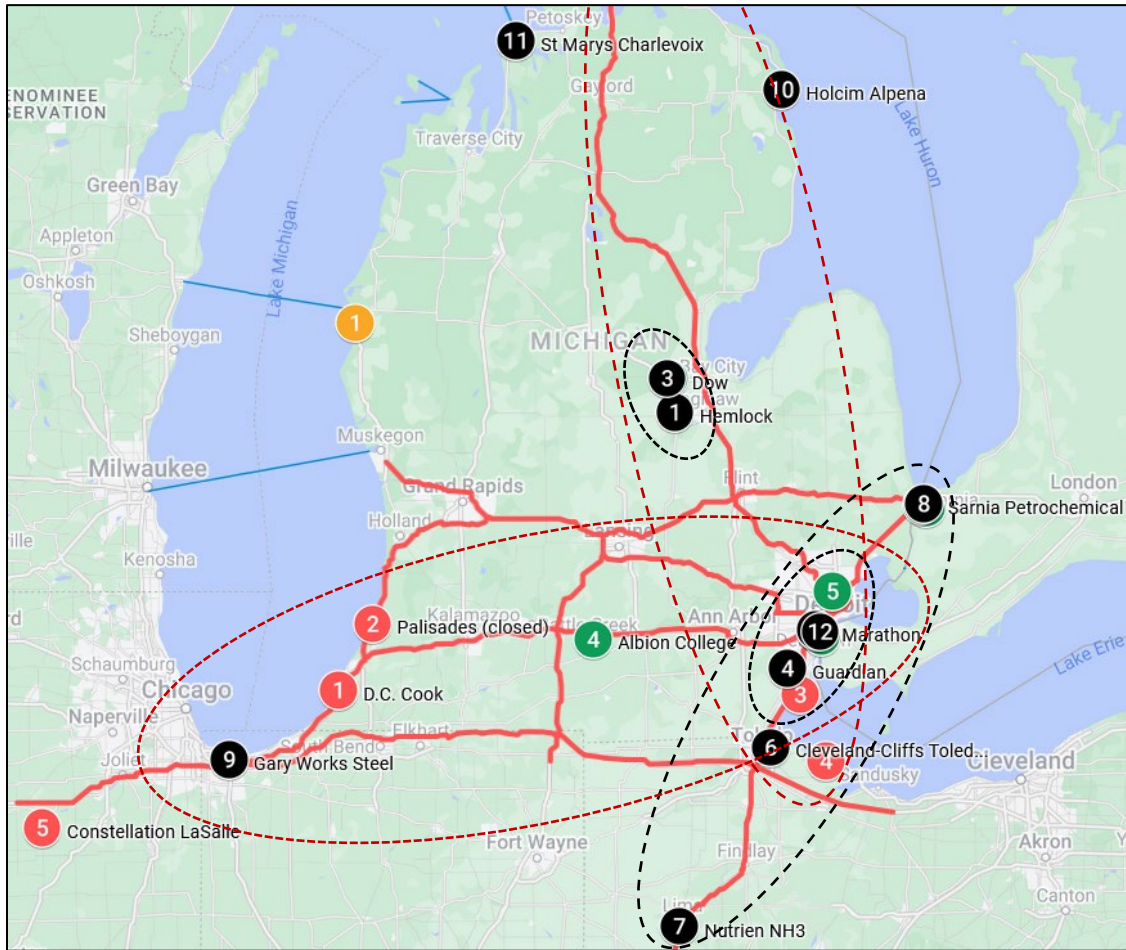 Petoskey
11 St Marys Charlevoix
Gaylord
10 Holcim Alpena
ENOMINEE
SERVATION
Traverse City
Lake Huron
Green Bay
Appleton
Oshkosh
Lake Michigan
1
Sheboygan
MICHIGAN
Bay City
3 Dow
1 Hemlock
Muskegon
Milwaukee
Grand Rapids
Flint
8 Sarnia Petrochemical
London
Holland
Lansing
Kenosha
5
Detroit
2 Palisades (closed)
Kalamazoo
Battle Creek
4 Albion College
Ann Arbor
12 Marathon
Schaumburg
Chicago
4 Guardian
Lake Erie
Naperville
1 D.C. Cook
3
Joliet
9 Gary Works Steel
South Bend
Elkhart
6 Cleveland-Cliffs Toled
4
Sandusky
Cleveland
5 Constellation LaSalle
Fort Wayne
Findlay
Akron
Canton
Lima
7 Nutrien NH3